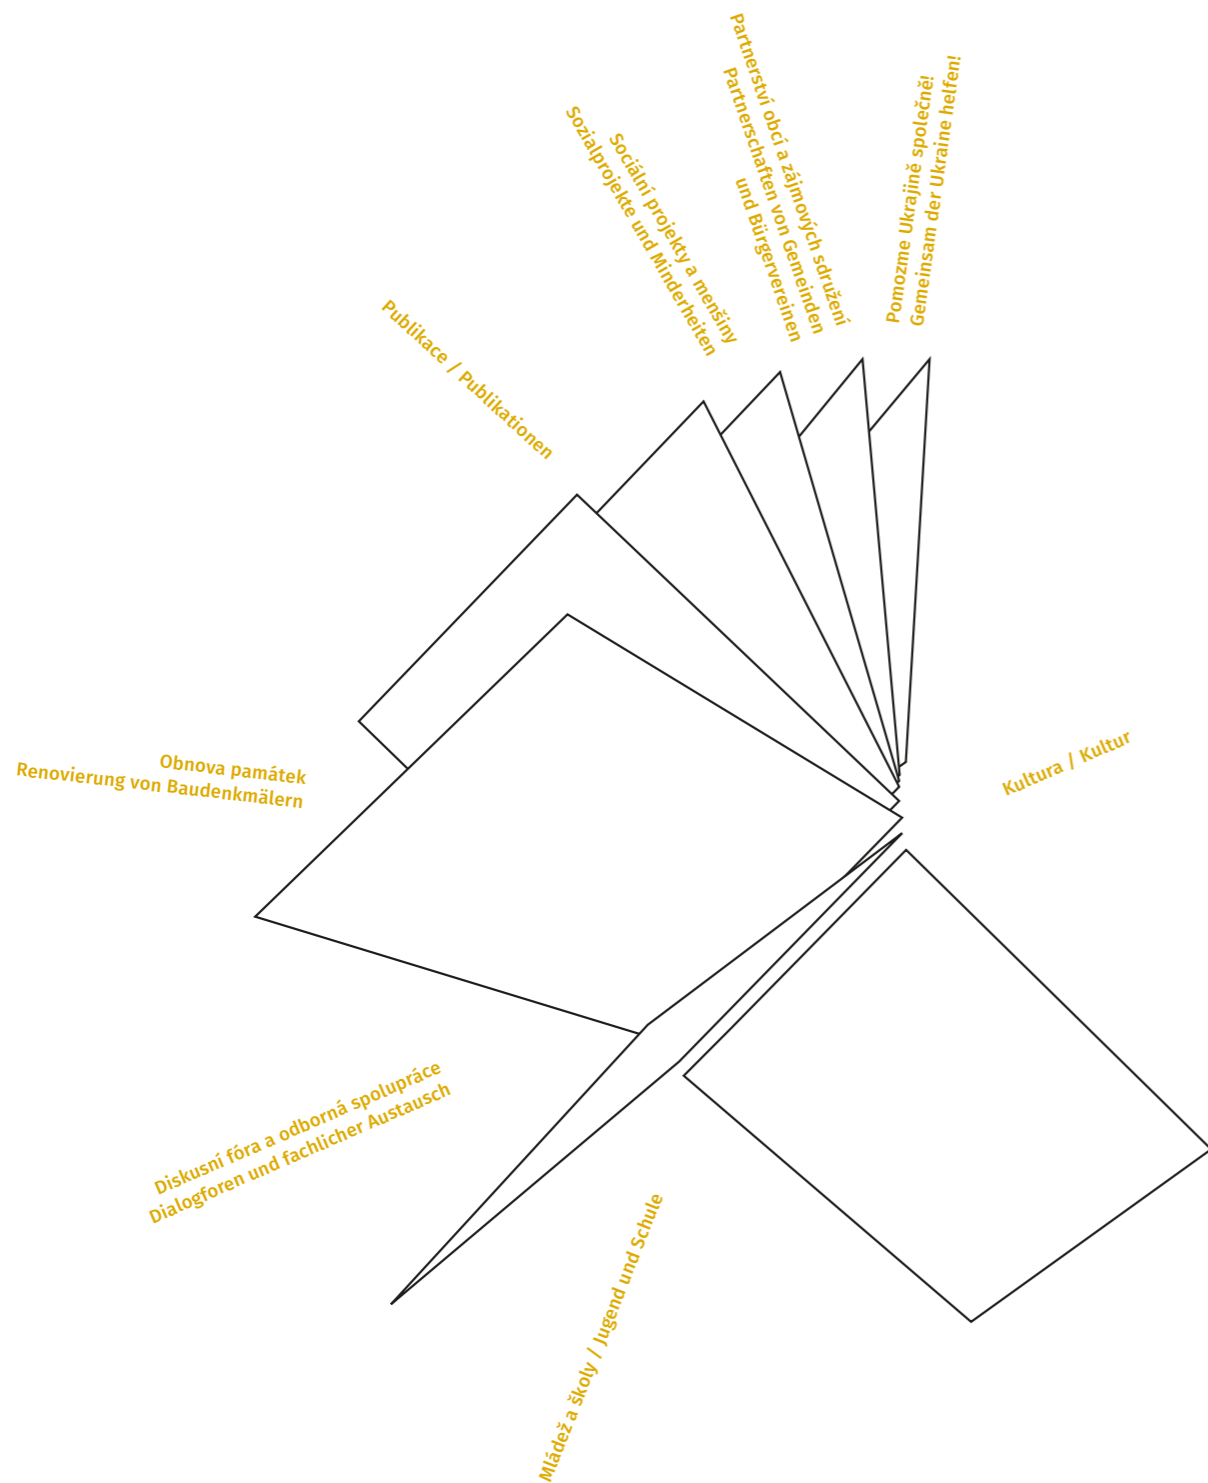 Pomozme Ukrajině společně!
Gemeinsam der Ukraine helfen!
Partnerství obcí a zájmových sdružení
Partnerschaften von Gemeinden
und Bürgervereinen
Sociální projekty a menšiny
Sozialprojekte und Minderheiten
Publikace / Publikationen
Obnova památek
Renovierung von Baudenkmälern
Diskusní fóra a odborná spolupráce
Dialogforen und fachlicher Austausch
Mládež a školy / Jugend und Schule
Kultura / Kultur